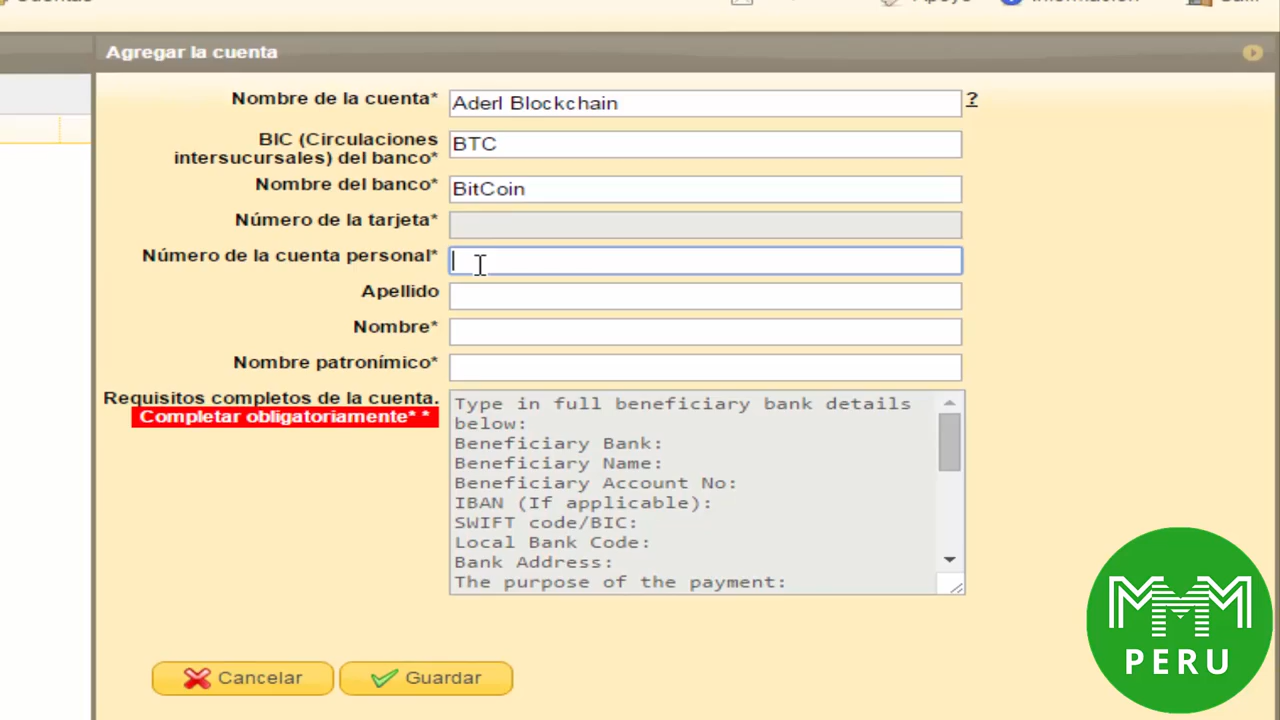 Agregar la cuenta
Nombre de la cuenta* Aderl Blockchain ?
BIC (Circulaciones
intersucursales) del banco* BTC
Nombre del banco* BitCoin
Número de la tarjeta*
Número de la cuenta personal*
Apellido
Nombre*
Nombre patronímico*
Requisitos completos de la cuenta.
Completar obligatoriamente* *
Type in full beneficiary bank details
below:
Beneficiary Bank:
Beneficiary Name:
Beneficiary Account No:
IBAN (If applicable):
SWIFT code/BIC:
Local Bank Code:
Bank Address:
The purpose of the payment:
Cancelar Guardar
MMM
PERU